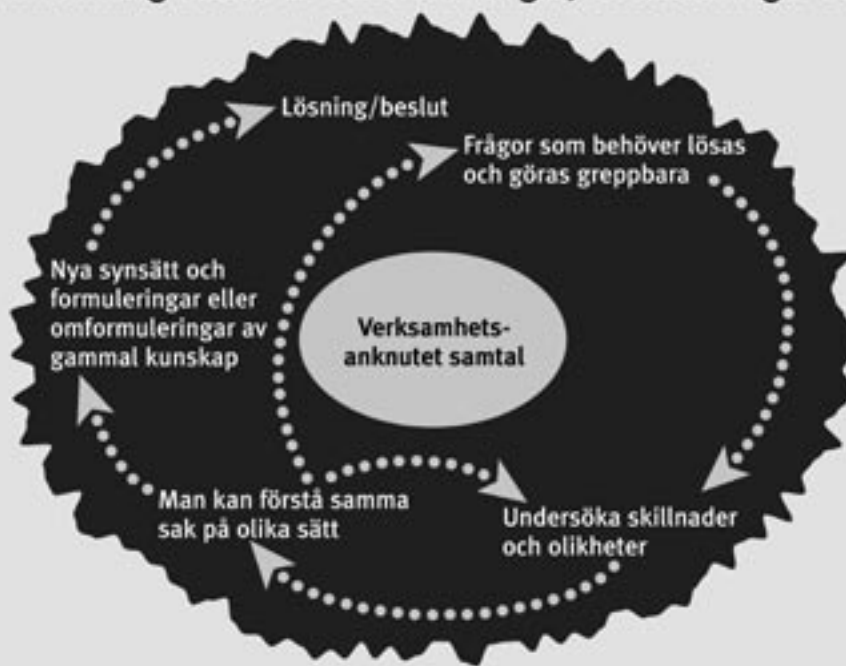 Lösning/beslut
Frågor som behöver lösas
och göras greppbara
Nya synsätt och
formuleringar eller
omformuleringar av
gammal kunskap
Verksamhets-
anknutet samtal
Man kan förstå samma
sak på olika sätt
Undersöka skillnader
och olikheter